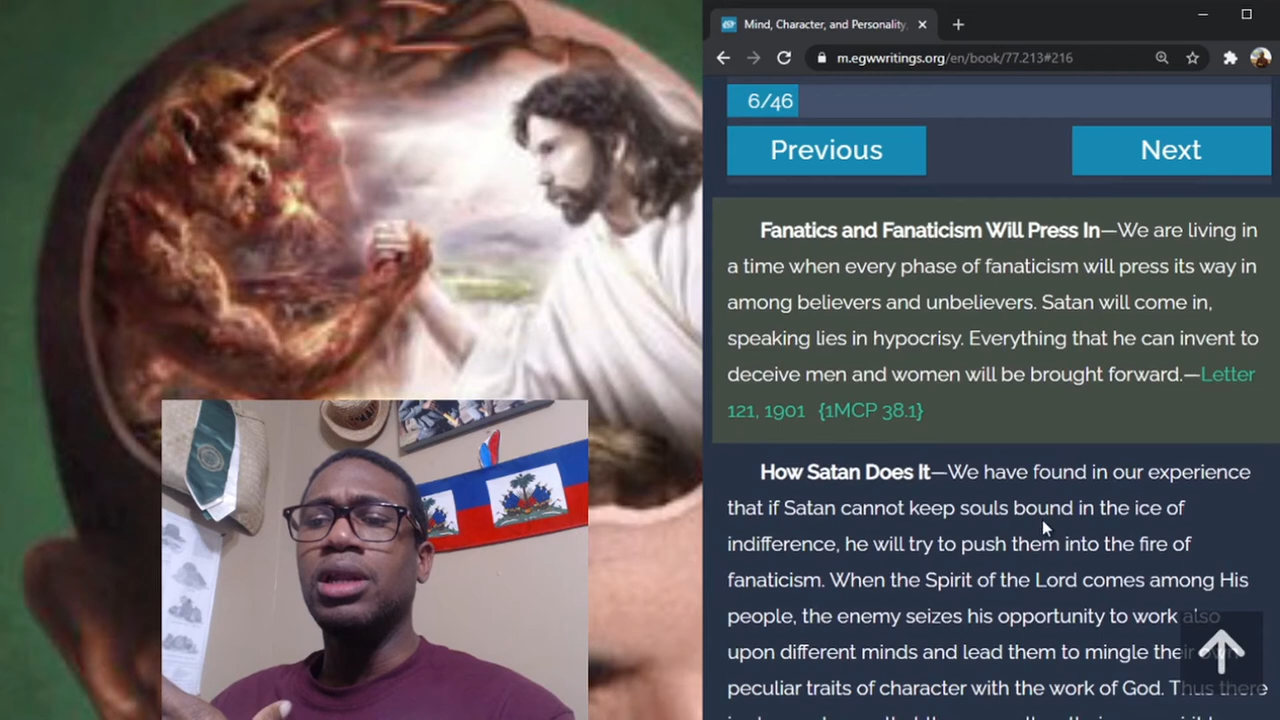 Mind, Character, and Personality,
m.egwwritings.org/en/book/77.213#216
6/46
Previous
Next
Fanatics and Fanaticism Will Press In—We are living in
a time when every phase of fanaticism will press its way in
among believers and unbelievers. Satan will come in,
speaking lies in hypocrisy. Everything that he can invent to
deceive men and women will be brought forward.—Letter
121, 1901 {1MCP 38.1}
How Satan Does It—We have found in our experience
that if Satan cannot keep souls bound in the ice of
indifference, he will try to push them into the fire of
fanaticism. When the Spirit of the Lord comes among His
people, the enemy seizes his opportunity to work also
upon different minds and lead them to mingle their own
peculiar traits of character with the work of God. Thus there